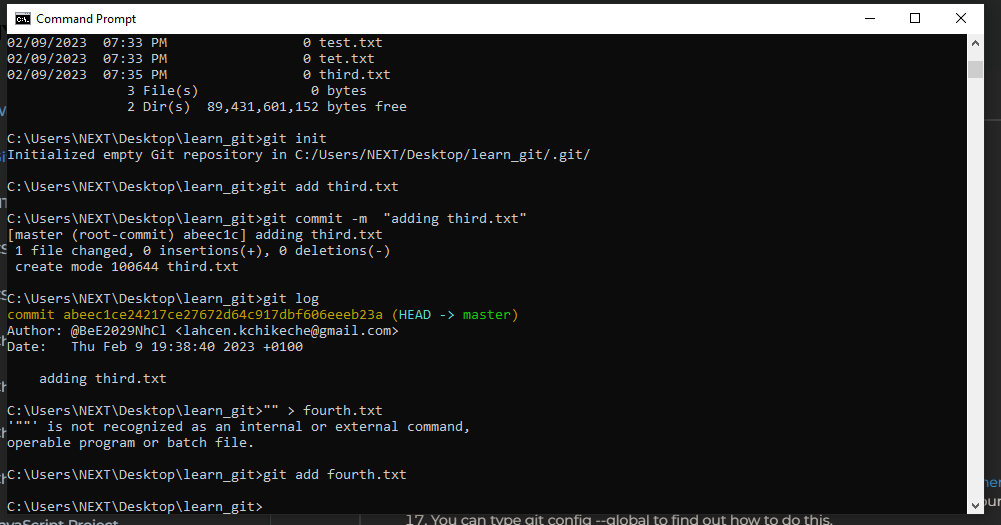 Command Prompt
02/09/2023  07:33 PM                 0 test.txt
02/09/2023  07:33 PM                 0 tet.txt
02/09/2023  07:35 PM                 0 third.txt
               3 File(s)              0 bytes
               2 Dir(s)  89,431,601,152 bytes free
C:\Users\NEXT\Desktop\learn_git>git init
Initialized empty Git repository in C:/Users/NEXT/Desktop/learn_git/.git/
C:\Users\NEXT\Desktop\learn_git>git add third.txt
C:\Users\NEXT\Desktop\learn_git>git commit -m  "adding third.txt"
[master (root-commit) abeec1c] adding third.txt
 1 file changed, 0 insertions(+), 0 deletions(-)
 create mode 100644 third.txt
C:\Users\NEXT\Desktop\learn_git>git log
commit abeec1ce24217ce27672d64c917dbf606eeeb23a (HEAD -> master)
Author: @BeE2029NhCl <lahcen.kchikeche@gmail.com>
Date:   Thu Feb 9 19:38:40 2023 +0100
    adding third.txt
C:\Users\NEXT\Desktop\learn_git>"" > fourth.txt
'""' is not recognized as an internal or external command,
operable program or batch file.
C:\Users\NEXT\Desktop\learn_git>git add fourth.txt
C:\Users\NEXT\Desktop\learn_git>
JavaScript Project
17. You can type git config --global to find out how to do this.